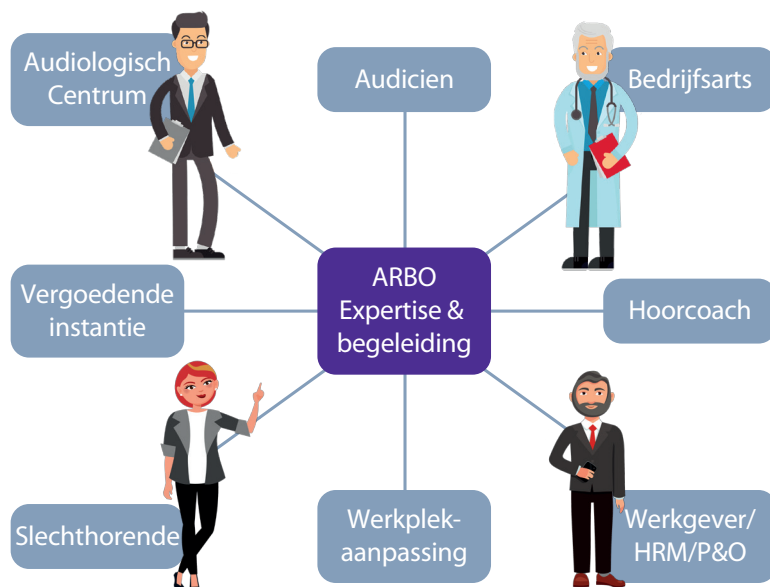 Audiologisch
Centrum
Audicien
Bedrijfsarts
Vergoedende
instantie
ARBO
Expertise &
begeleiding
Hoorcoach
Slechthorende
Werkplek-
aanpassing
Werkgever/
HRM/P&O